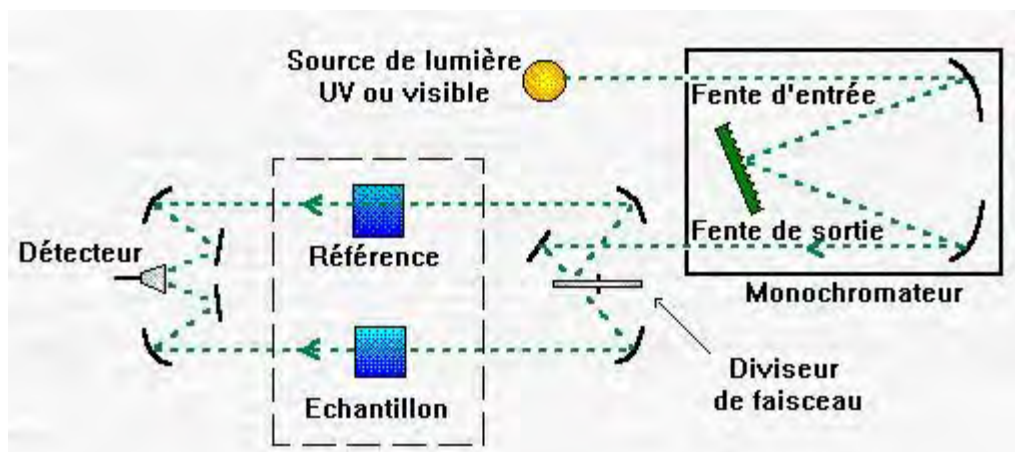 Source de lumière
UV ou visible
Fente d'entrée
Fente de sortie
Monochromateur
Détecteur
Référence
Echantillon
Diviseur
de faisceau